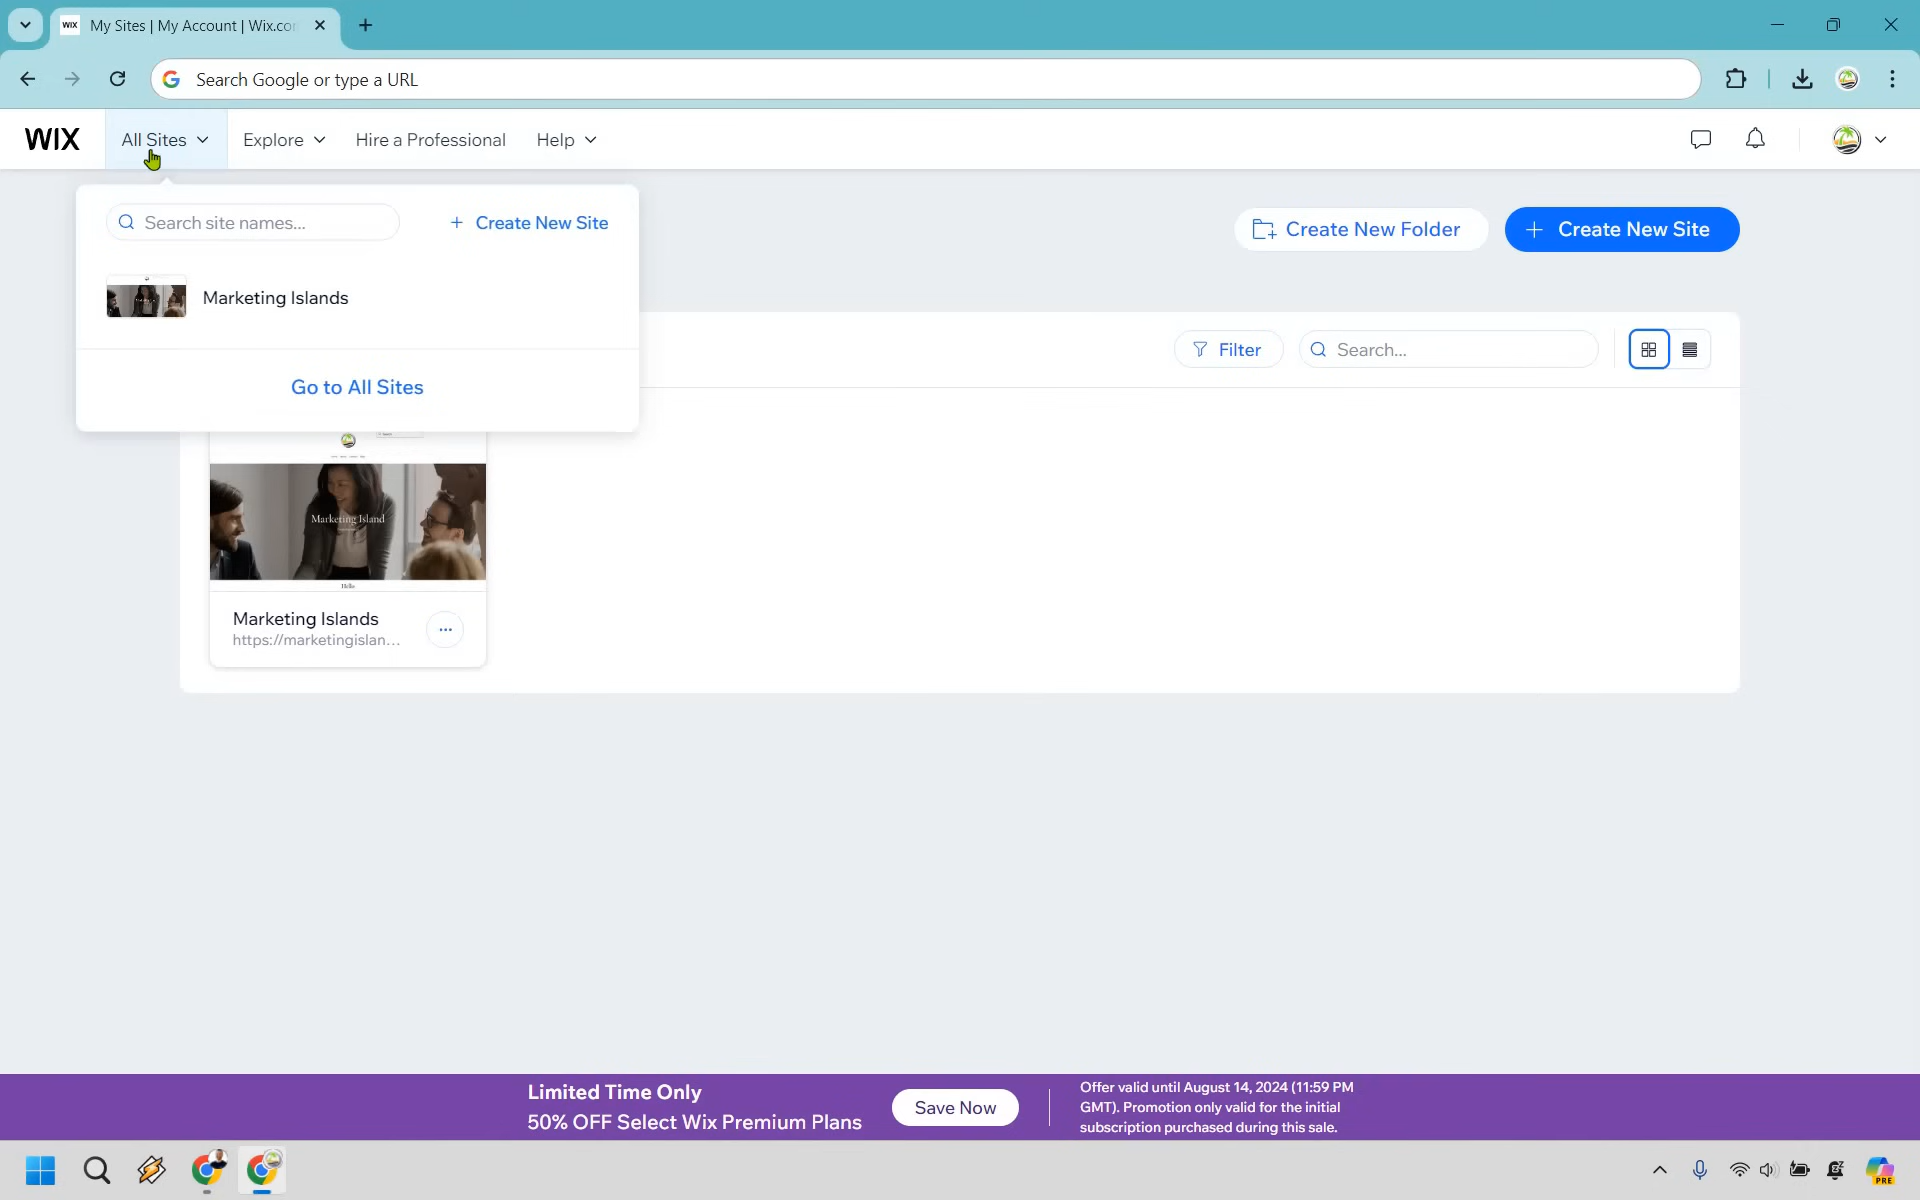 WIX My Sites | My Account | Wix.co
Search Google or type a URL
WIX All Sites Explore Hire a Professional Help
Search site names... + Create New Site
Marketing Islands
Go to All Sites
Create New Folder + Create New Site
Filter Search...
Marketing Island
Hello
Marketing Islands
https://marketingislan...
Limited Time Only
50% OFF Select Wix Premium Plans
Save Now
Offer valid until August 14, 2024 (11:59 PM
GMT). Promotion only valid for the initial
subscription purchased during this sale.
PRE